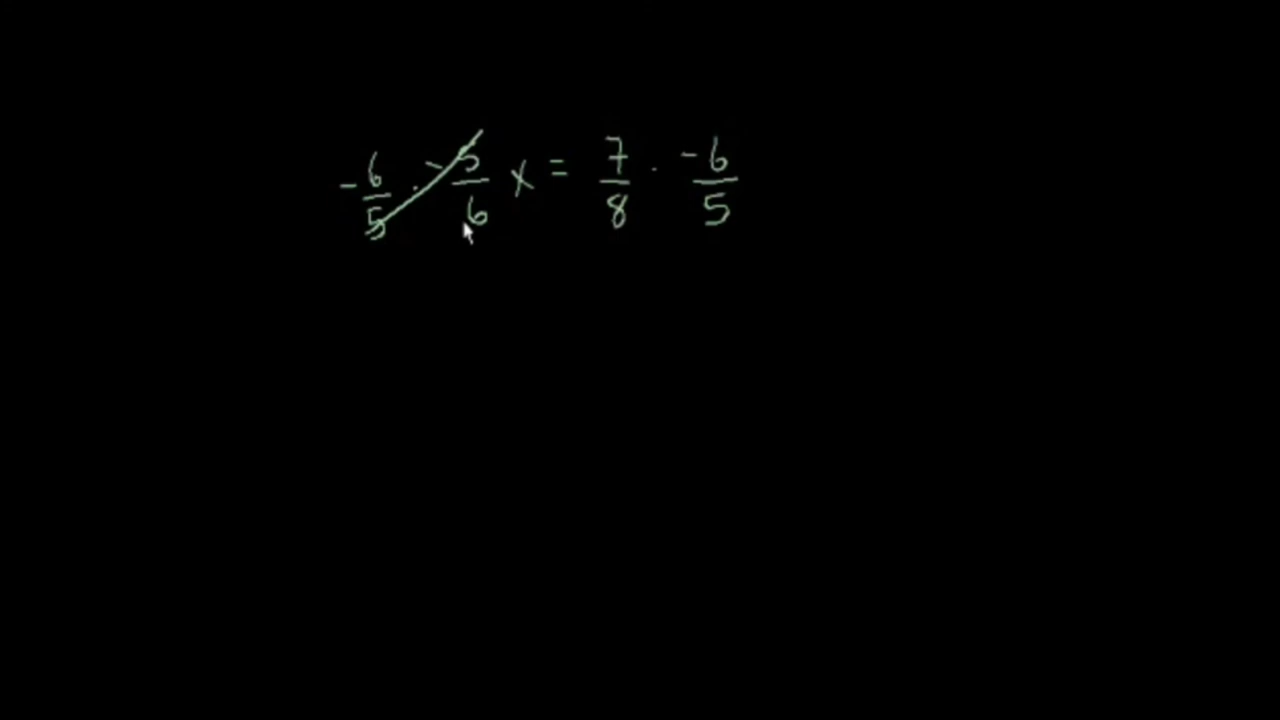 -6/5 · -5/6 x = 7/8 · -6/5